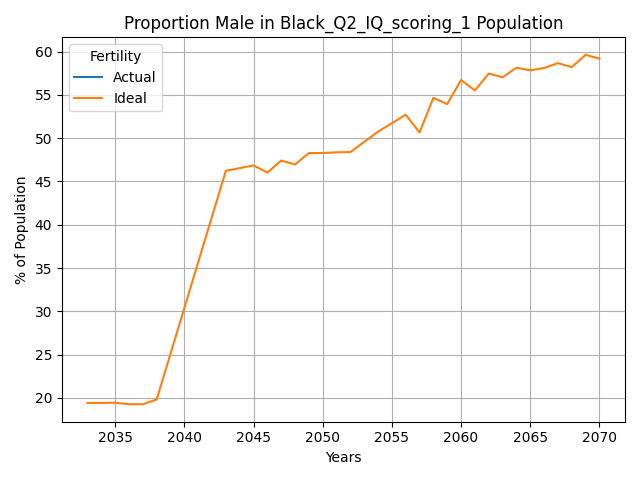 Proportion Male in Black_Q2_IQ_scoring_1 Population
Fertility
Actual
Ideal
% of Population
60
55
50
45
40
35
30
25
20
2035 2040 2045 2050 2055 2060 2065 2070
Years